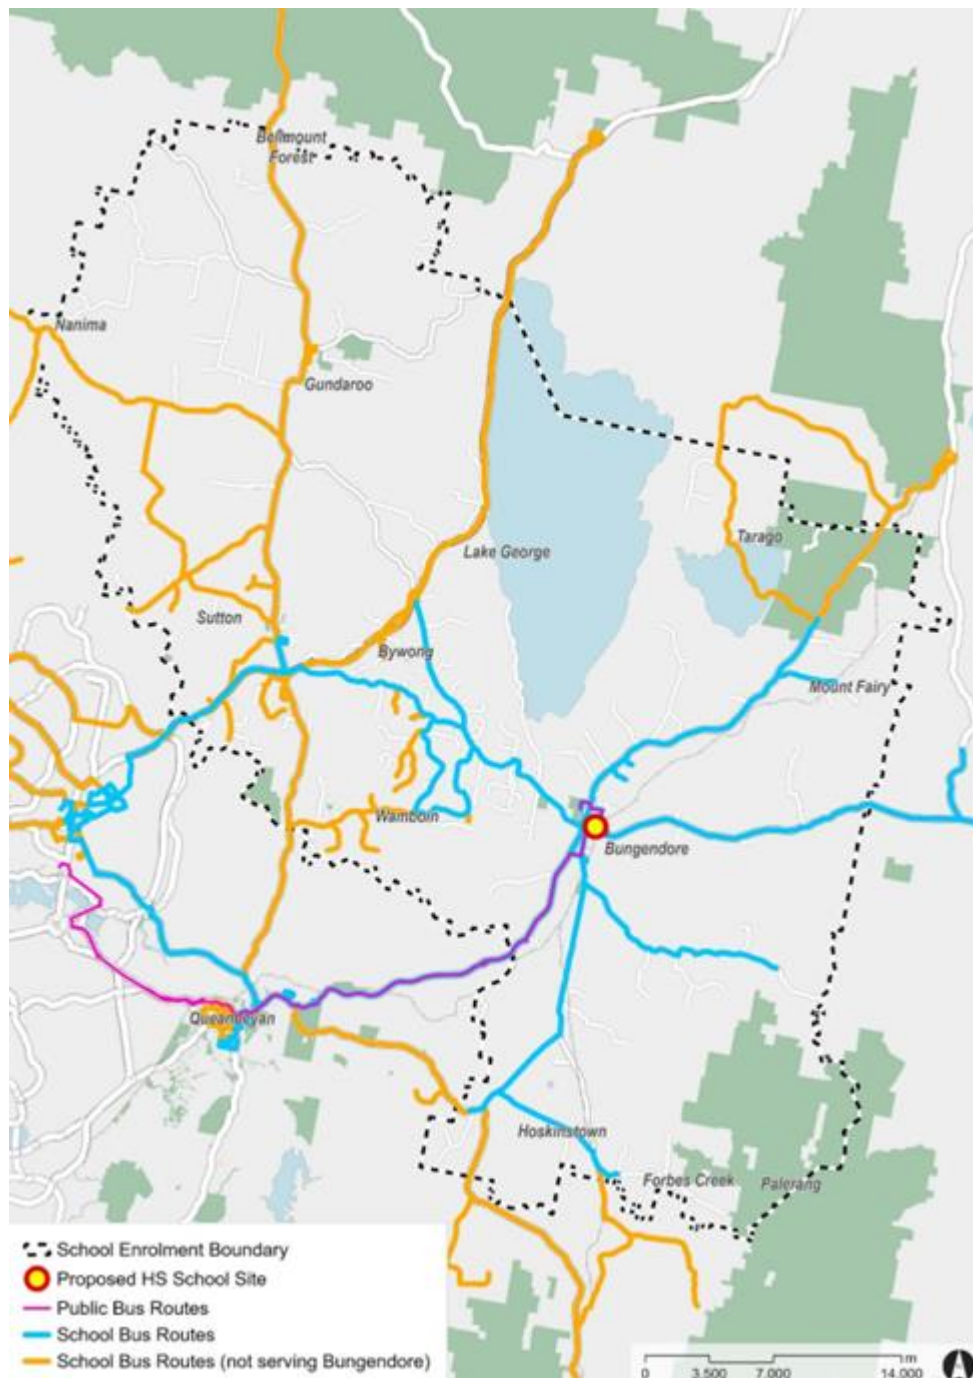 Bellmount
Forest
Nanima
Gundaroo
Lake George
Tarago
Sutton
Bywong
Mount Fairy
Wamboin
Bungendore
Queanbeyan
Hoskinstown
Forbes Creek
Palerang
School Enrolment Boundary
Proposed HS School Site
Public Bus Routes
School Bus Routes
School Bus Routes (not serving Bungendore)
m
0 3,500 7,000 14,000